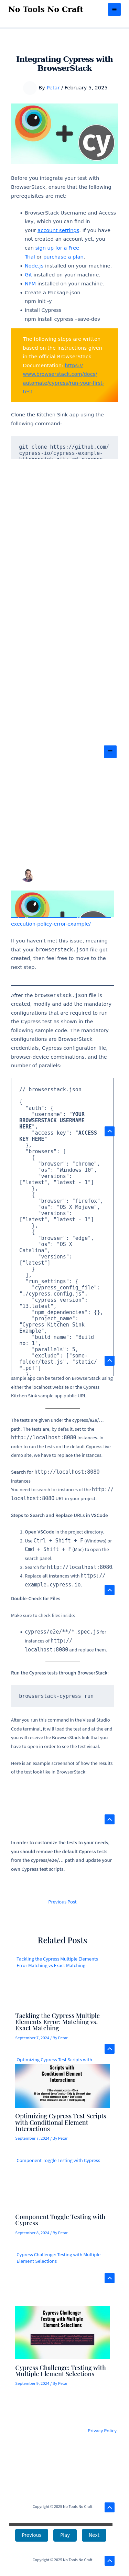 No Tools No Craft
Integrating Cypress with
BrowserStack
By Petar / February 5, 2025
Before you integrate your test suite with
BrowserStack, ensure that the following
prerequisites are met:
BrowserStack UserName and Access
key, which you can find in
your account settings. If you have
not created an account yet, you
can sign up for a Free
Trial or purchase a plan.
Node.js installed on your machine.
Git installed on your machine.
NPM installed on your machine.
Create a Package.json
npm init -y
Install Cypress
npm install cypress –save-dev
The following steps are written
based on the instructions given
in the official BrowserStack
Documentation: https://
www.browserstack.com/docs/
automate/cypress/run-your-first-
test
Clone the Kitchen Sink app using the
following command:
git clone https://github.com/
cypress-io/cypress-example-
execution-policy-error-example/
If you haven't met this issue, meaning
that your browserstack.json file got
created, then feel free to move to the
next step.
After the browserstack.json file is
created, modify it and add the mandatory
configurations that are required to run
the Cypress test as shown in the
following sample code. The mandatory
configurations are BrowserStack
credentials, Cypress configuration file,
browser-device combinations, and the
number of parallels:
// browserstack.json
{
"auth": {
"username": "YOUR
BROWSERSTACK USERNAME
HERE",
"access_key": "ACCESS
KEY HERE"
},
"browsers": [
{
"browser": "chrome",
"os": "Windows 10",
"versions":
["latest", "latest - 1"]
},
{
"browser": "firefox",
"os": "OS X Mojave",
"versions":
["latest", "latest - 1"]
},
{
"browser": "edge",
"os": "OS X
Catalina",
"versions":
["latest"]
}
],
"run_settings": {
"cypress_config_file":
"./cypress.config.js",
"cypress_version":
"13.latest",
"npm_dependencies": {},
"project_name":
"Cypress Kitchen Sink
Example",
"build_name": "Build
no: 1",
"parallels": 5,
"exclude": ["some-
folder/test.js", "static/
*.pdf"]
sample app can be tested on BrowserStack using
either the localhost website or the Cypress
Kitchen Sink sample app public URL.
The tests are given under the cypress/e2e/...
path. The tests are, by default, set to the
http://localhost:8080 instances. In
order to run the tests on the default Cypress live
demo site, we have to replace the instances.
Search for http://localhost:8080
Instances
You need to search for instances of the http://
localhost:8080 URL in your project.
Steps to Search and Replace URLs in VSCode
1. Open VSCode in the project directory.
2. Use Ctrl + Shift + F (Windows) or
Cmd + Shift + F (Mac) to open the
search panel.
3. Search for http://localhost:8080.
4. Replace all instances with https://
example.cypress.io.
Double-Check for Files
Make sure to check files inside:
cypress/e2e/**/*.spec.js for
instances of http://
localhost:8080 and replace them.
Run the Cypress tests through BrowserStack:
browserstack-cypress run
After you run this command in the Visual Studio
Code terminal, it will load the test and at the end
you will receive the BrowserStack link that you
have to open in order to see the test visual.
Here is an example screenshot of how the results
of the test look like in BrowserStack:
In order to customize the tests to your needs,
you should remove the default Cypress tests
from the cypress/e2e/... path and update your
own Cypress test scripts.
Previous Post
Related Posts
Tackling the Cypress Multiple Elements
Error Matching vs Exact Matching
Tackling the Cypress Multiple
Elements Error: Matching vs.
Exact Matching
September 7, 2024 / By Petar
Optimizing Cypress Test Scripts with
Scripts with
Conditional Element
Interactions
Optimizing Cypress Test Scripts
with Conditional Element
Interactions
September 7, 2024 / By Petar
Component Toggle Testing with Cypress
Component Toggle Testing with
Cypress
September 8, 2024 / By Petar
Cypress Challenge: Testing with Multiple
Element Selections
Cypress Challenge:
Testing with Multiple
Element Selections
Cypress Challenge: Testing with
Multiple Element Selections
September 9, 2024 / By Petar
Privacy Policy
Copyright © 2025 No Tools No Craft
Previous
Play
Next
Copyright © 2025 No Tools No Craft